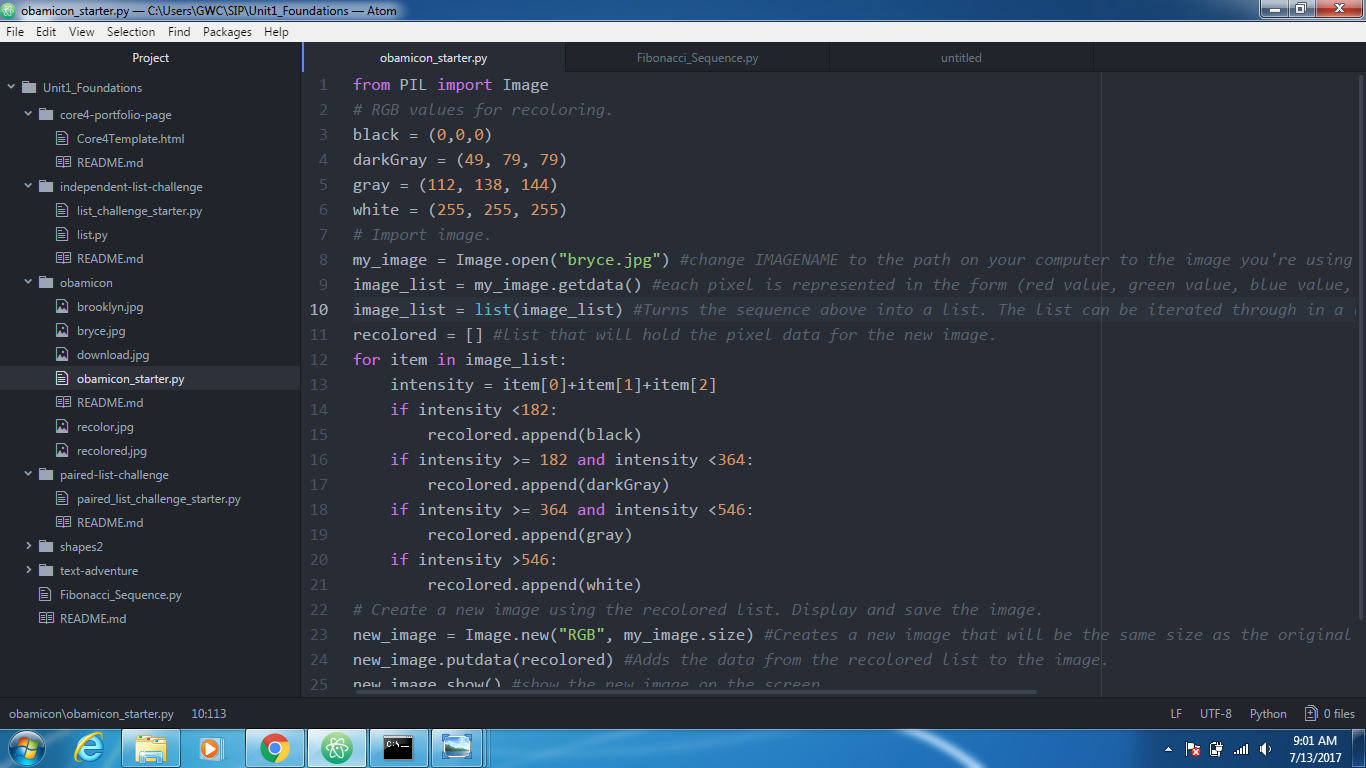 obamicon_starter.py — C:\Users\GWC\SIP\Unit1_Foundations — Atom
File Edit View Selection Find Packages Help
Project
obamicon_starter.py
Fibonacci_Sequence.py
untitled
Unit1_Foundations
core4-portfolio-page
Core4Template.html
README.md
independent-list-challenge
list_challenge_starter.py
list.py
README.md
obamicon
brooklyn.jpg
bryce.jpg
download.jpg
obamicon_starter.py
README.md
recolor.jpg
recolored.jpg
paired-list-challenge
paired_list_challenge_starter.py
README.md
shapes2
text-adventure
Fibonacci_Sequence.py
README.md
1 from PIL import Image
2 # RGB values for recoloring.
3 black = (0,0,0)
4 darkGray = (49, 79, 79)
5 gray = (112, 138, 144)
6 white = (255, 255, 255)
7 # Import image.
8 my_image = Image.open("bryce.jpg") #change IMAGENAME to the path on your computer to the image you're using
9 image_list = my_image.getdata() #each pixel is represented in the form (red value, green value, blue value,
10 image_list = list(image_list) #Turns the sequence above into a list. The list can be iterated through in a
11 recolored = [] #list that will hold the pixel data for the new image.
12 for item in image_list:
13 intensity = item[0]+item[1]+item[2]
14 if intensity <182:
15 recolored.append(black)
16 if intensity >= 182 and intensity <364:
17 recolored.append(darkGray)
18 if intensity >= 364 and intensity <546:
19 recolored.append(gray)
20 if intensity >546:
21 recolored.append(white)
22 # Create a new image using the recolored list. Display and save the image.
23 new_image = Image.new("RGB", my_image.size) #Creates a new image that will be the same size as the original
24 new_image.putdata(recolored) #Adds the data from the recolored list to the image.
25 new_image.show() #show the new image on the screen
obamicon\obamicon_starter.py 10:113
LF UTF-8 Python 0 files
C:\
9:01 AM
7/13/2017